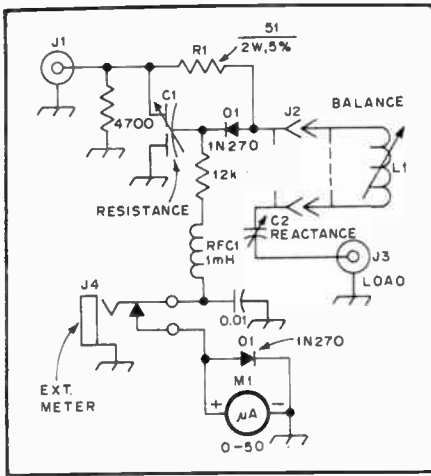 J1
R1
51
2W, 5%
C1
4700
D1
1N270
J2
BALANCE
L1
12k
RESISTANCE
C2
REACTANCE
RFC1
1mH
J3
LOAD
J4
0.01
D1
1N270
EXT.
METER
M1
+
µA
−
0-50